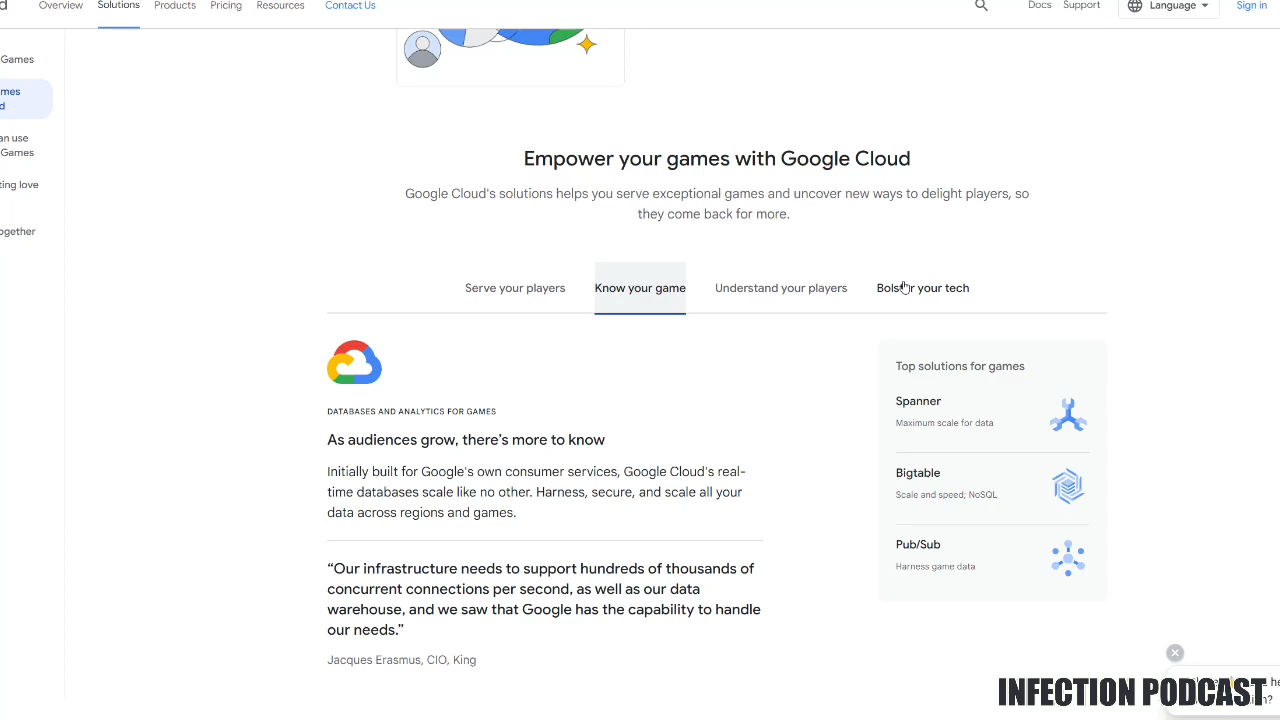 Overview Solutions Products Pricing Resources Contact Us Docs Support Language Sign in
Games
d
an use
Games
ting love
ogether
Empower your games with Google Cloud
Google Cloud's solutions helps you serve exceptional games and uncover new ways to delight players, so
they come back for more.
Serve your players Know your game Understand your players Bolster your tech
DATABASES AND ANALYTICS FOR GAMES
As audiences grow, there's more to know
Initially built for Google's own consumer services, Google Cloud's real-
time databases scale like no other. Harness, secure, and scale all your
data across regions and games.
“Our infrastructure needs to support hundreds of thousands of
concurrent connections per second, as well as our data
warehouse, and we saw that Google has the capability to handle
our needs.”
Jacques Erasmus, CIO, King
Top solutions for games
Spanner
Maximum scale for data
Bigtable
Scale and speed; NoSQL
Pub/Sub
Harness game data
INFECTION PODCAST